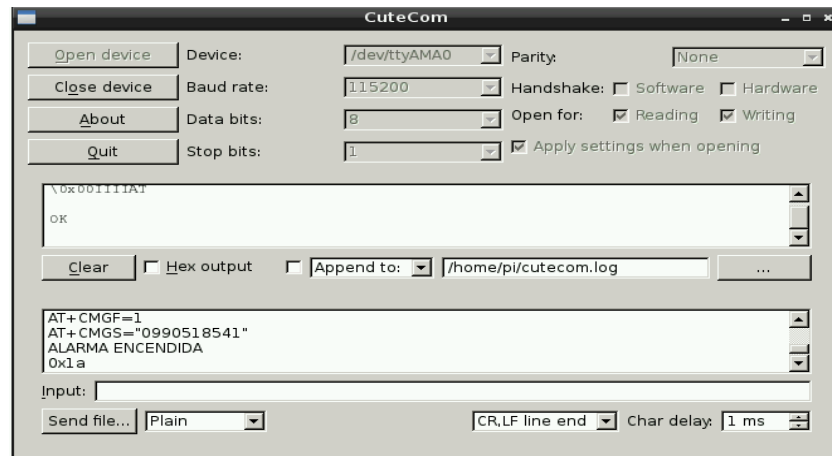 CuteCom
Open device Device: /dev/ttyAMA0 Parity: None
Close device Baud rate: 115200 Handshake: Software Hardware
About Data bits: 8 Open for: Reading Writing
Quit Stop bits: 1 Apply settings when opening
\0x00IIIIAT
OK
Clear Hex output Append to: /home/pi/cutecom.log ...
AT+CMGF=1
AT+CMGS="0990518541"
ALARMA ENCENDIDA
0x1a
Input:
Send file... Plain CR,LF line end Char delay: 1 ms